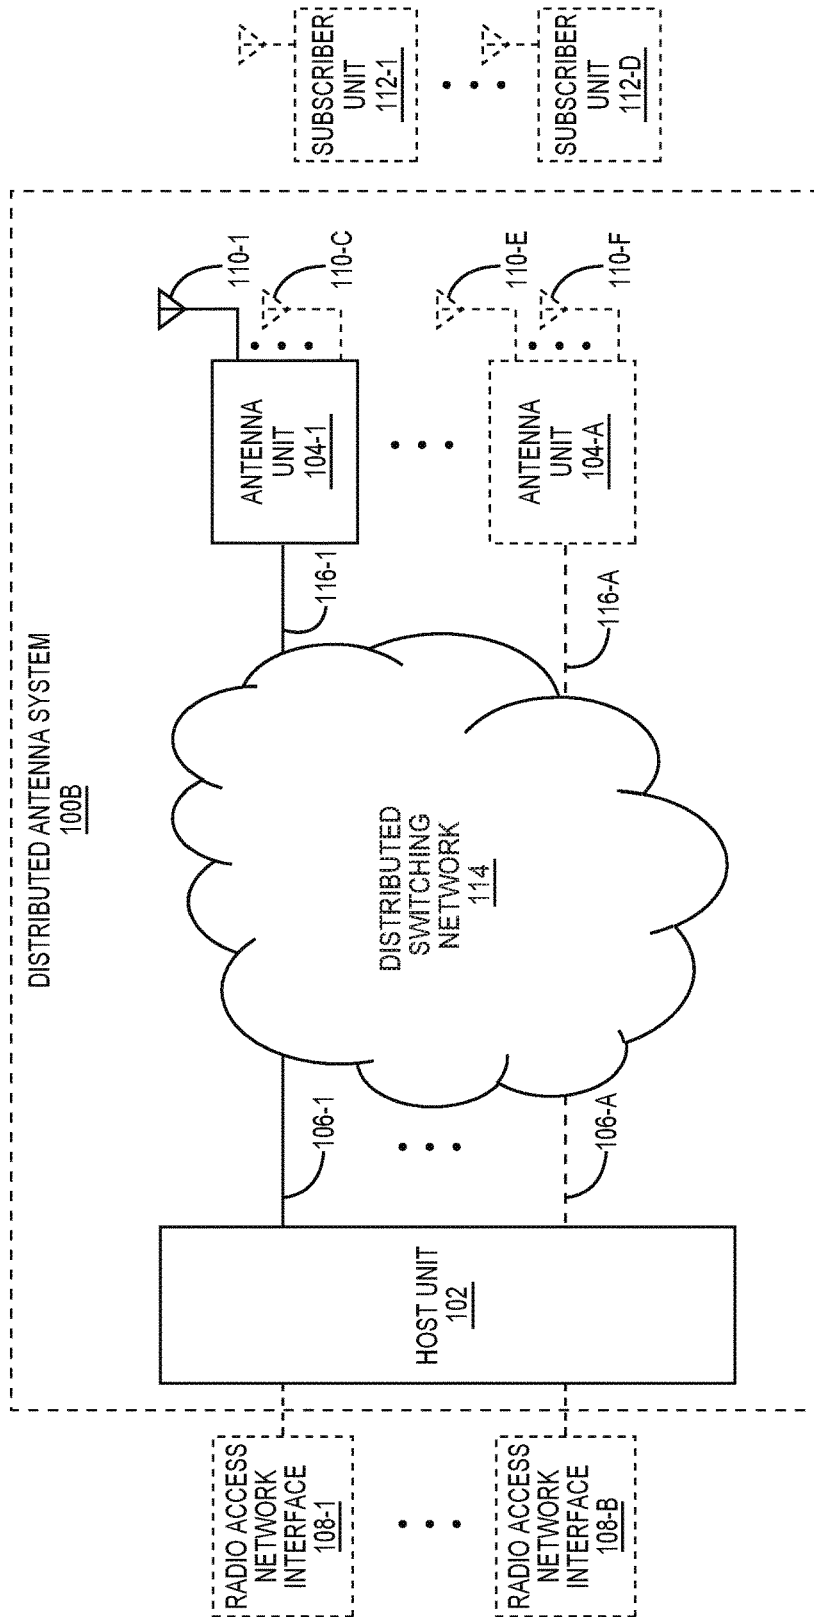 DISTRIBUTED ANTENNA SYSTEM
100B
RADIO ACCESS
NETWORK
INTERFACE
108-1
RADIO ACCESS
NETWORK
INTERFACE
108-B
HOST UNIT
102
106-1
106-A
DISTRIBUTED
SWITCHING
NETWORK
114
116-1
116-A
ANTENNA
UNIT
104-1
ANTENNA
UNIT
104-A
110-1
110-C
110-E
110-F
SUBSCRIBER
UNIT
112-1
SUBSCRIBER
UNIT
112-D